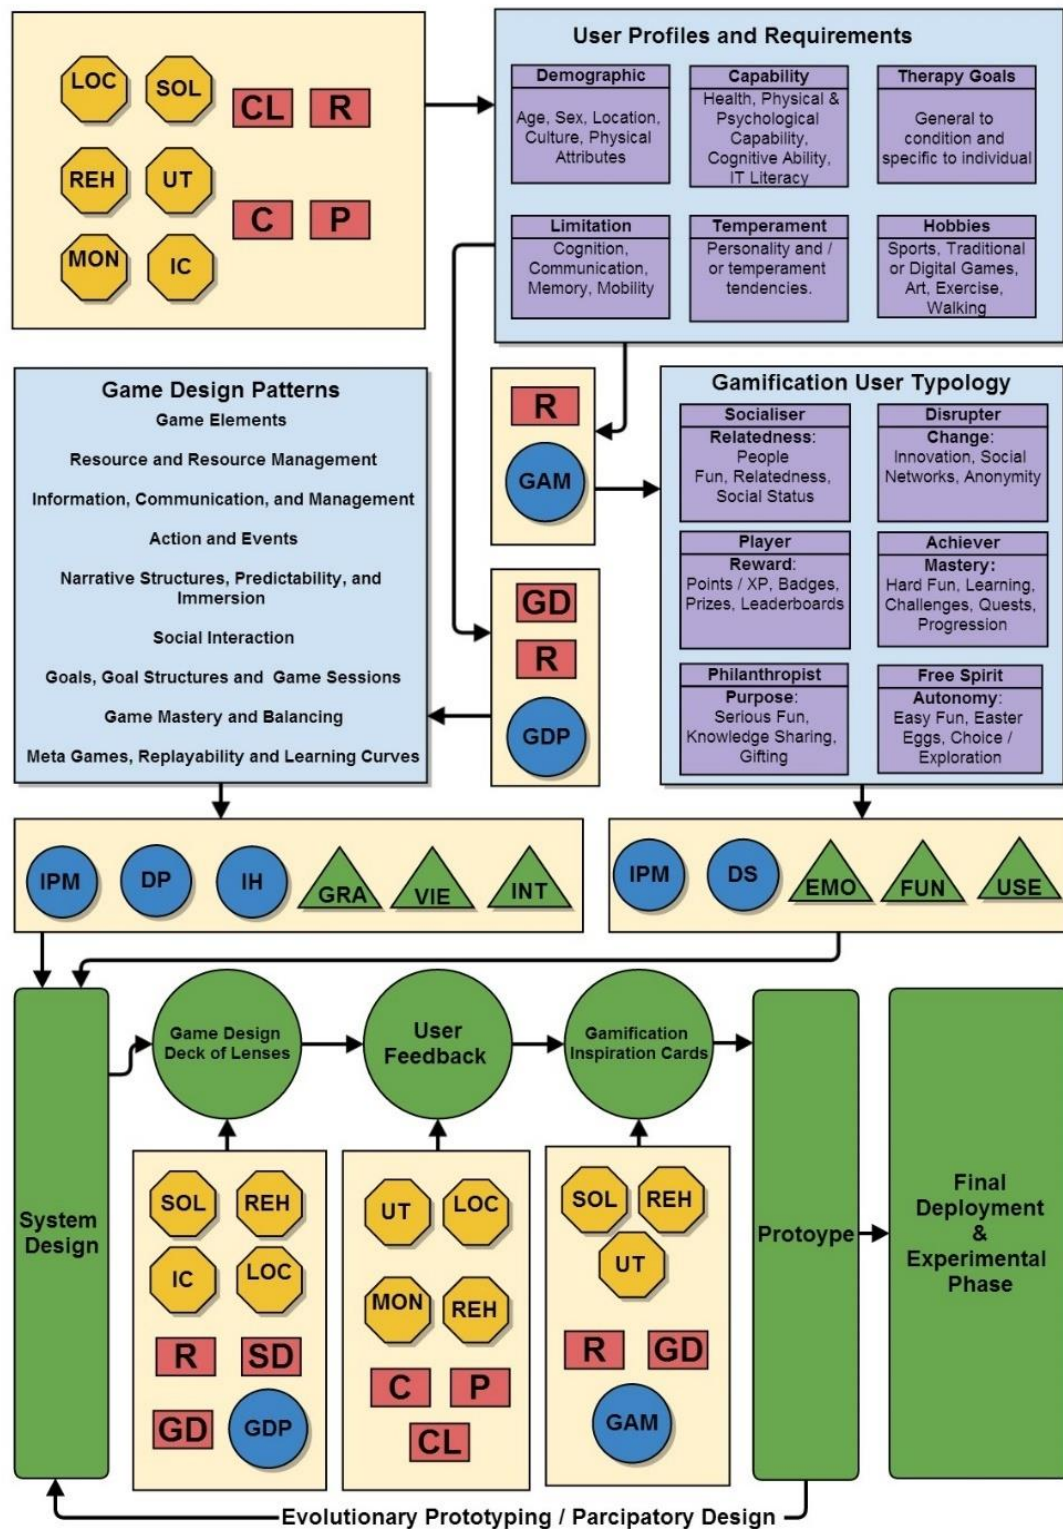 LOC
SOL
CL
R
REH
UT
C
P
MON
IC
User Profiles and Requirements
Demographic
Age, Sex, Location,
Culture, Physical
Attributes
Capability
Health, Physical &
Psychological
Capability,
Cognitive Ability,
IT Literacy
Therapy Goals
General to
condition and
specific to individual
Limitation
Cognition,
Communication,
Memory, Mobility
Temperament
Personality and /
or temperament
tendencies.
Hobbies
Sports, Traditional
or Digital Games,
Art, Exercise,
Walking
Game Design Patterns
Game Elements
Resource and Resource Management
Information, Communication, and Management
Action and Events
Narrative Structures, Predictability, and
Immersion
Social Interaction
Goals, Goal Structures and Game Sessions
Game Mastery and Balancing
Meta Games, Replayability and Learning Curves
R
GAM
GD
R
GDP
Gamification User Typology
Socialiser
Relatedness:
People
Fun, Relatedness,
Social Status
Disrupter
Change:
Innovation, Social
Networks, Anonymity
Player
Reward:
Points / XP, Badges,
Prizes, Leaderboards
Achiever
Mastery:
Hard Fun, Learning,
Challenges, Quests,
Progression
Philanthropist
Purpose:
Serious Fun,
Knowledge Sharing,
Gifting
Free Spirit
Autonomy:
Easy Fun, Easter
Eggs, Choice /
Exploration
IPM
DP
IH
GRA
VIE
INT
IPM
DS
EMO
FUN
USE
System
Design
Game Design
Deck of Lenses
User
Feedback
Gamification
Inspiration Cards
Protoype
Final
Deployment
&
Experimental
Phase
SOL
REH
IC
LOC
R
SD
GD
GDP
UT
LOC
MON
REH
C
P
CL
SOL
REH
UT
R
GD
GAM
Evolutionary Prototyping / Parcipatory Design